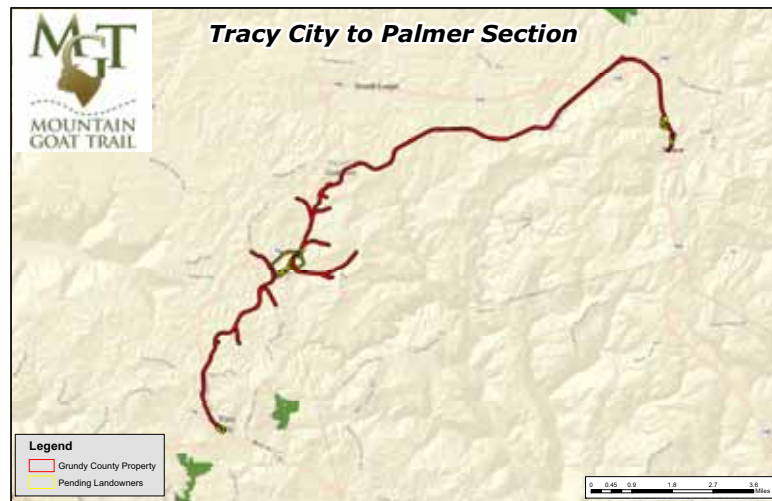 Tracy City to Palmer Section
MGT
MOUNTAIN
GOAT TRAIL
Legend
Grundy County Property
Pending Landowners
0 0.45 0.9 1.8 2.7 3.6
Miles